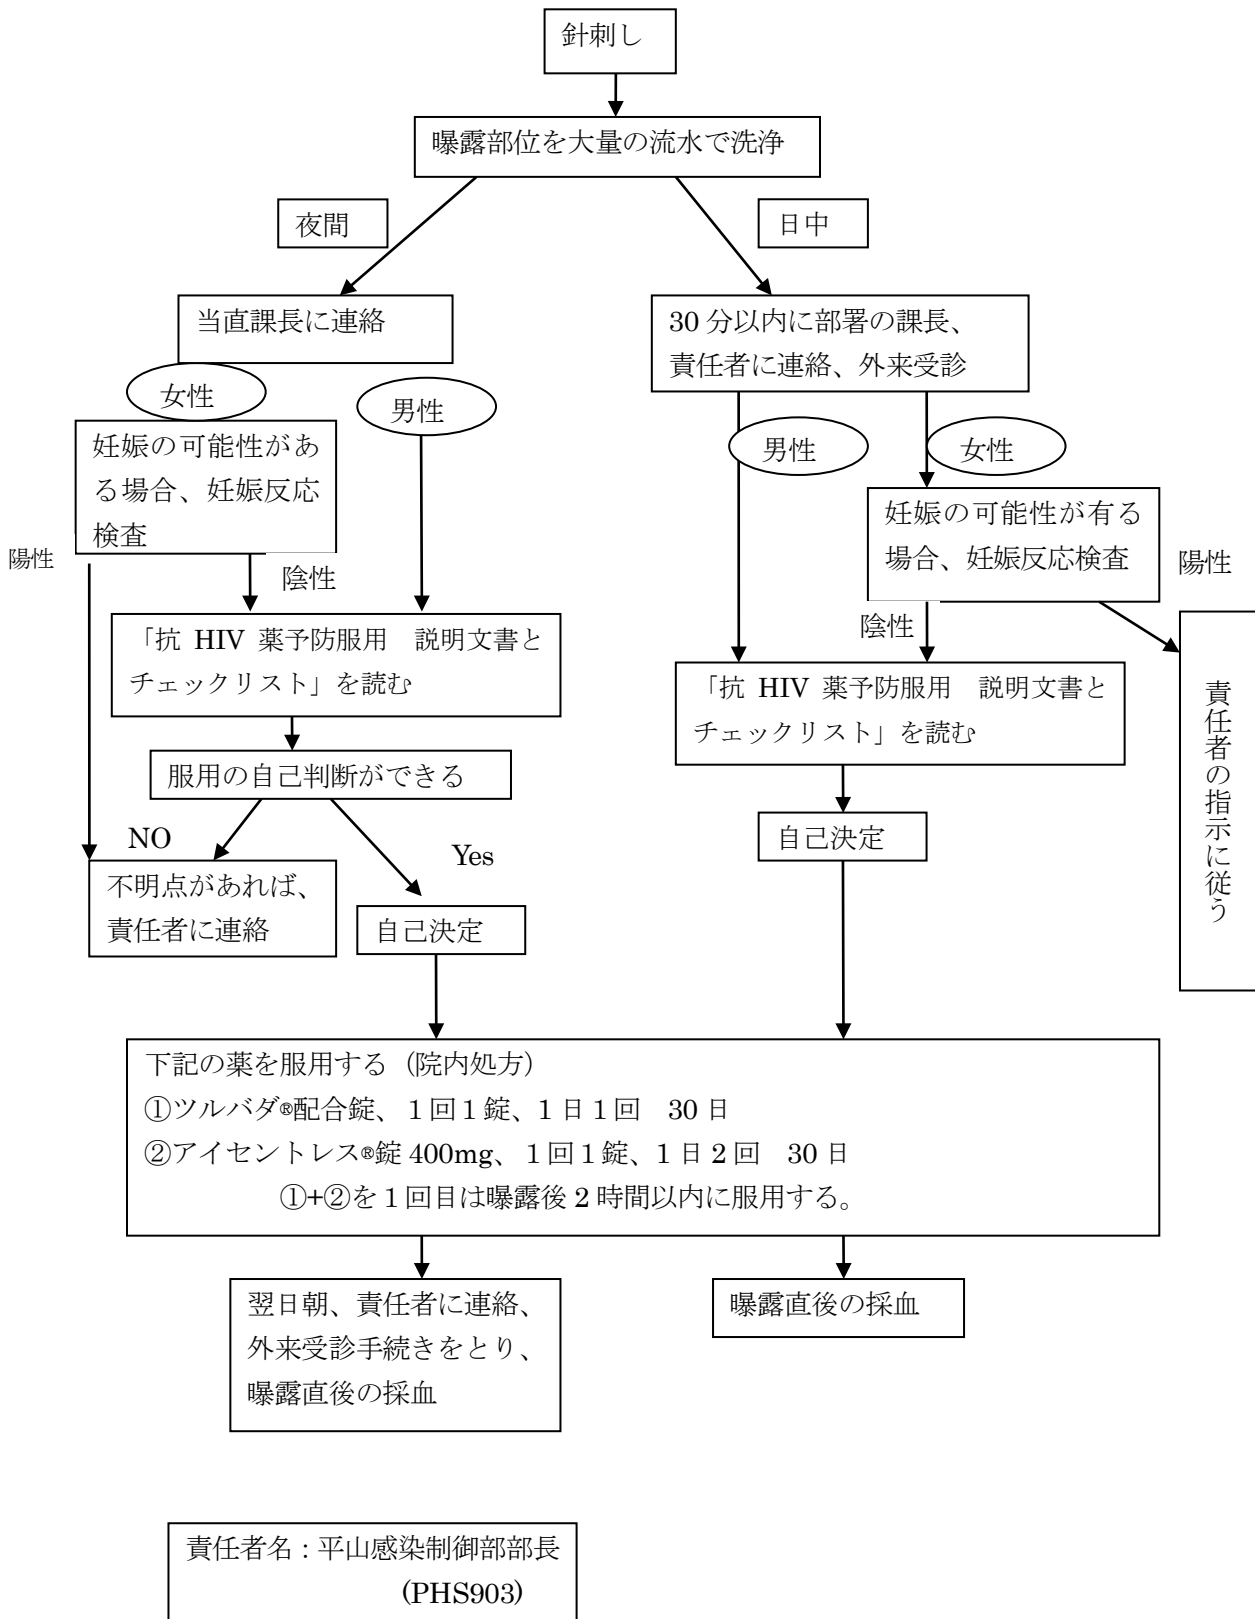 針刺し
曝露部位を大量の流水で洗浄
夜間
日中
当直課長に連絡
30 分以内に部署の課長、
責任者に連絡、外来受診
女性
男性
男性
女性
妊娠の可能性があ
る場合、妊娠反応
検査
妊娠の可能性が有る
場合、妊娠反応検査
陽性
陰性
陽性
陰性
「抗 HIV 薬予防服用　説明文書と
チェックリスト」を読む
「抗 HIV 薬予防服用　説明文書と
チェックリスト」を読む
責任者の指示に従う
服用の自己判断ができる
自己決定
NO
Yes
不明点があれば、
責任者に連絡
自己決定
下記の薬を服用する（院内処方）
①ツルバダ®配合錠、１回１錠、１日１回　30 日
②アイセントレス®錠 400mg、１回１錠、１日２回　30 日
①+②を１回目は曝露後 2 時間以内に服用する。
翌日朝、責任者に連絡、
外来受診手続きをとり、
曝露直後の採血
曝露直後の採血
責任者名：平山感染制御部部長
(PHS903)